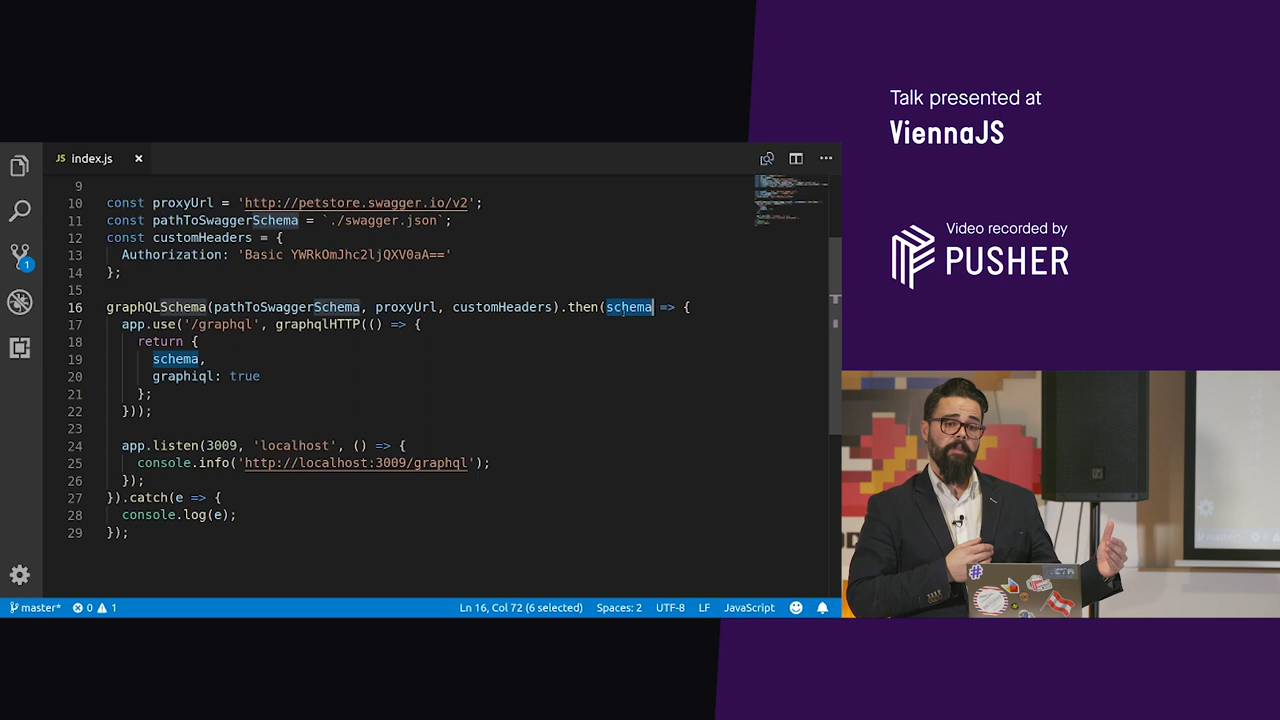 Talk presented at
ViennaJS
Video recorded by
PUSHER
JS index.js ×
9
10 const proxyUrl = 'http://petstore.swagger.io/v2';
11 const pathToSwaggerSchema = `./swagger.json`;
12 const customHeaders = {
13 Authorization: 'Basic YWRkOmJhc2ljQXV0aA=='
14 };
15
16 graphQLSchema(pathToSwaggerSchema, proxyUrl, customHeaders).then(schema => {
17 app.use('/graphql', graphqlHTTP(() => {
18 return {
19 schema,
20 graphiql: true
21 };
22 }));
23
24 app.listen(3009, 'localhost', () => {
25 console.info('http://localhost:3009/graphql');
26 });
27 }).catch(e => {
28 console.log(e);
29 });
1
master* 0 1 Ln 16, Col 72 (6 selected) Spaces: 2 UTF-8 LF JavaScript